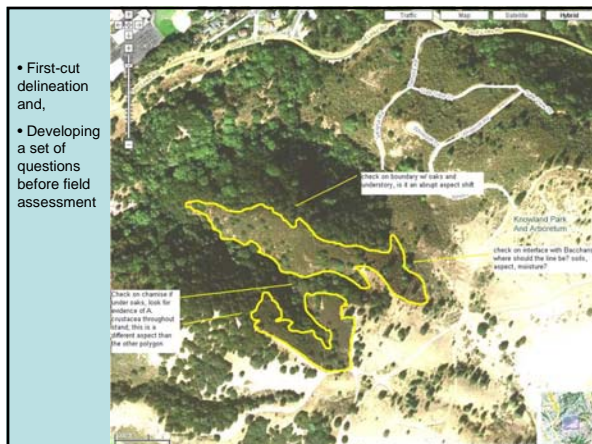 • First-cut
delineation
and,
• Developing
a set of
questions
before field
assessment
Traffic
Map
Satellite
Hybrid
check on boundary w/ oaks and
understory, is it an abrupt aspect shift
Knowland Park
And Arboretum
check on interface with Baccharis
where should the line be? soils,
aspect, moisture?
Check on chamise if
under oaks, look for
evidence of A.
crustacea throughout
stand, this is a
different aspect than
the other polygon